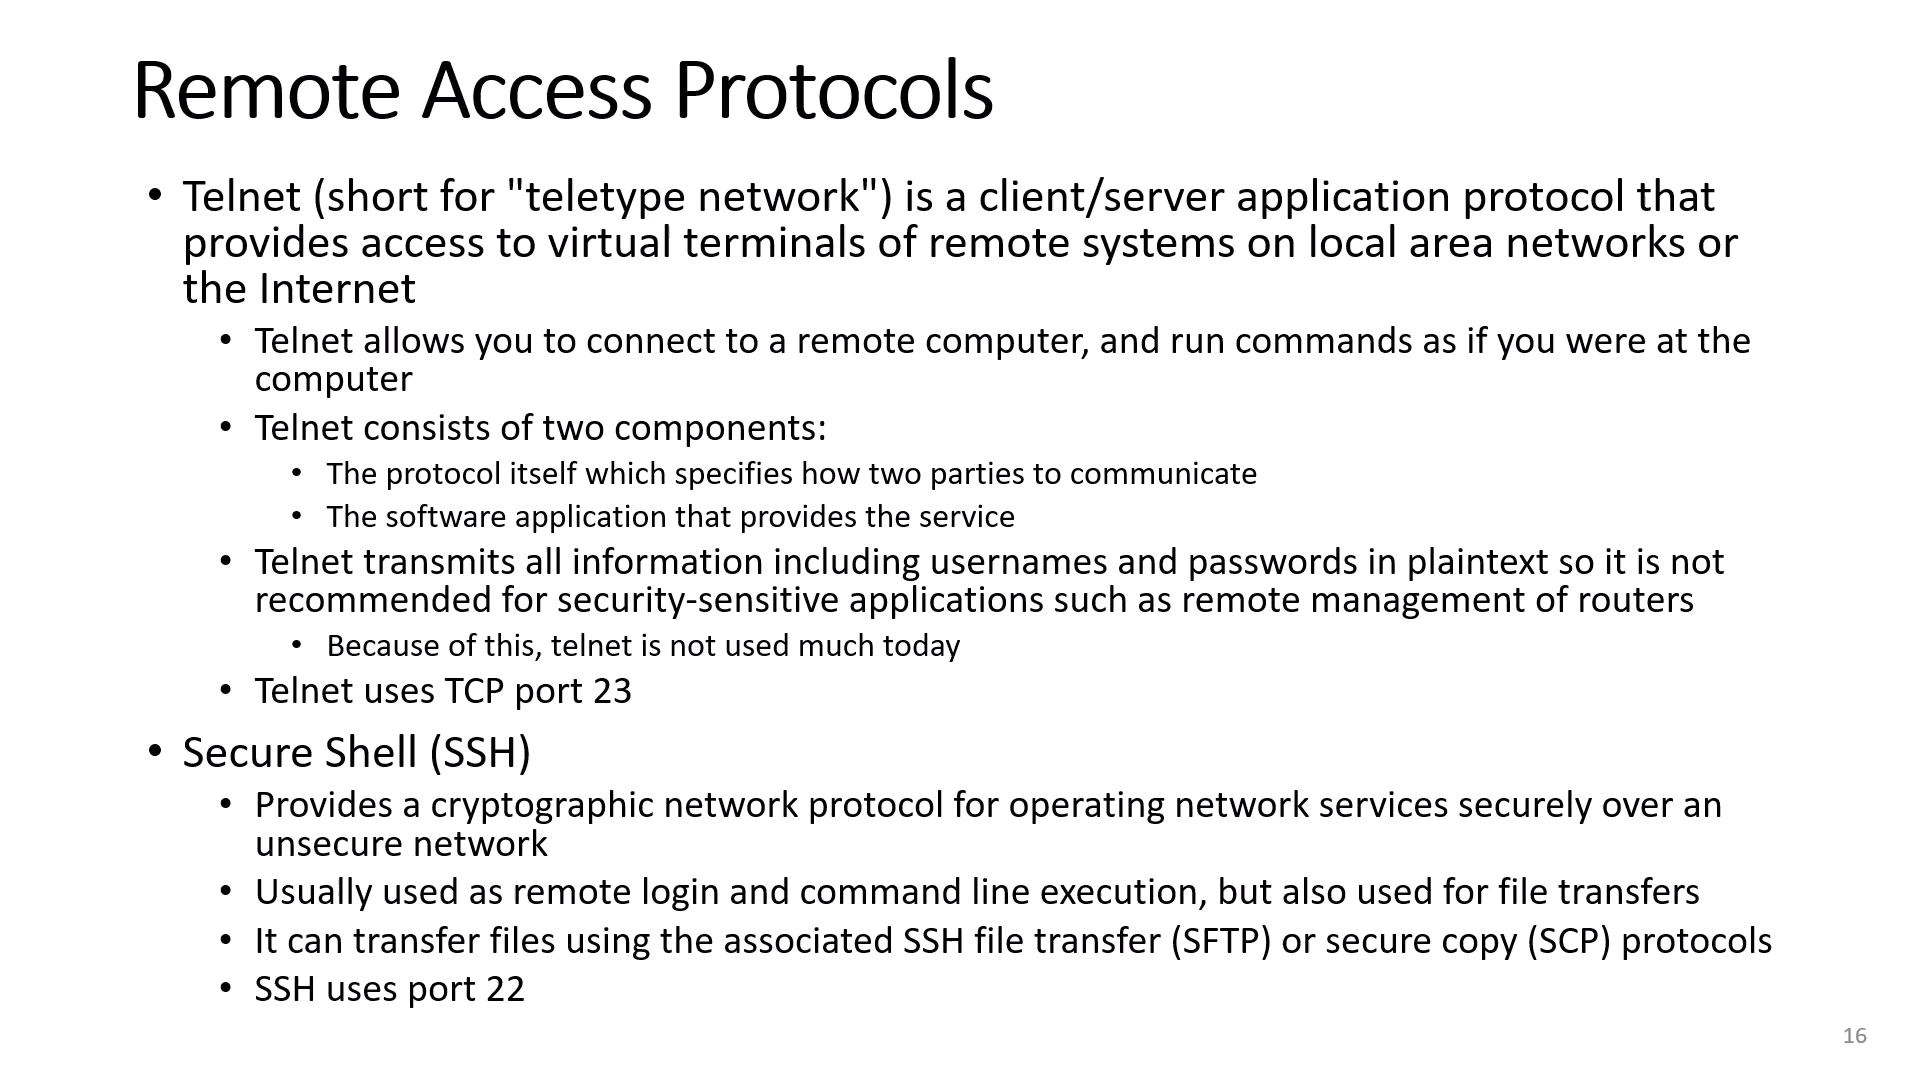 Remote Access Protocols
• Telnet (short for "teletype network") is a client/server application protocol that
provides access to virtual terminals of remote systems on local area networks or
the Internet
• Telnet allows you to connect to a remote computer, and run commands as if you were at the
computer
• Telnet consists of two components:
• The protocol itself which specifies how two parties to communicate
• The software application that provides the service
• Telnet transmits all information including usernames and passwords in plaintext so it is not
recommended for security-sensitive applications such as remote management of routers
• Because of this, telnet is not used much today
• Telnet uses TCP port 23
• Secure Shell (SSH)
• Provides a cryptographic network protocol for operating network services securely over an
unsecure network
• Usually used as remote login and command line execution, but also used for file transfers
• It can transfer files using the associated SSH file transfer (SFTP) or secure copy (SCP) protocols
• SSH uses port 22
16